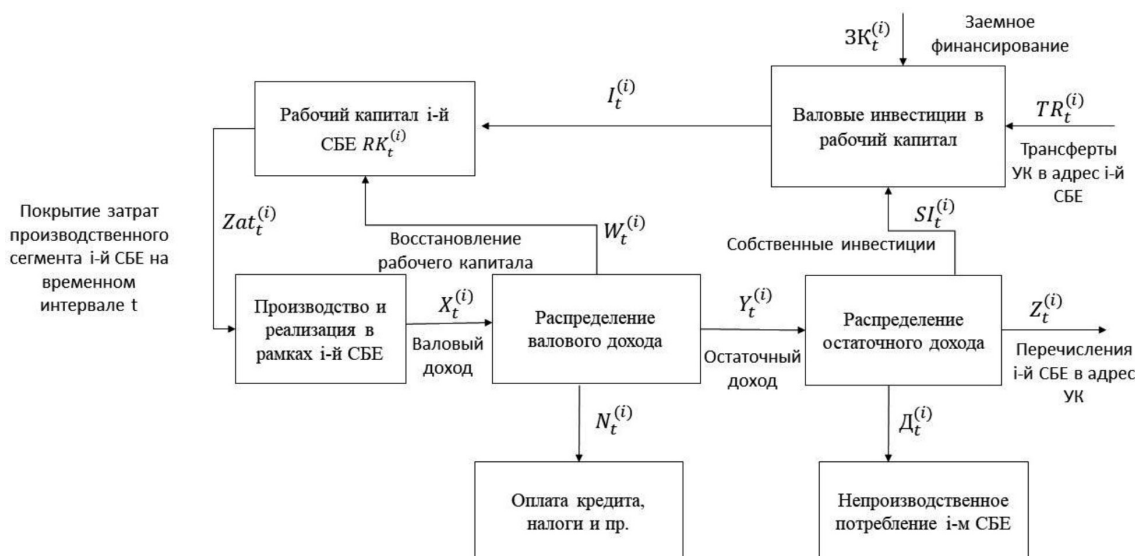 ЗК_t^(i)
Заемное
финансирование
I_t^(i)
Рабочий капитал i-й
СБЕ RK_t^(i)
Валовые инвестиции в
рабочий капитал
TR_t^(i)
Трансферты
УК в адрес i-й
СБЕ
Покрытие затрат
производственного
сегмента i-й СБЕ на
временном
интервале t
Zat_t^(i)
Восстановление
рабочего капитала
W_t^(i)
Собственные инвестиции
SI_t^(i)
Производство и
реализация в
рамках i-й СБЕ
X_t^(i)
Валовый
доход
Распределение
валового дохода
Y_t^(i)
Остаточный
доход
Распределение
остаточного дохода
Z_t^(i)
Перечисления
i-й СБЕ в адрес
УК
N_t^(i)
Д_t^(i)
Оплата кредита,
налоги и пр.
Непроизводственное
потребление i-м СБЕ